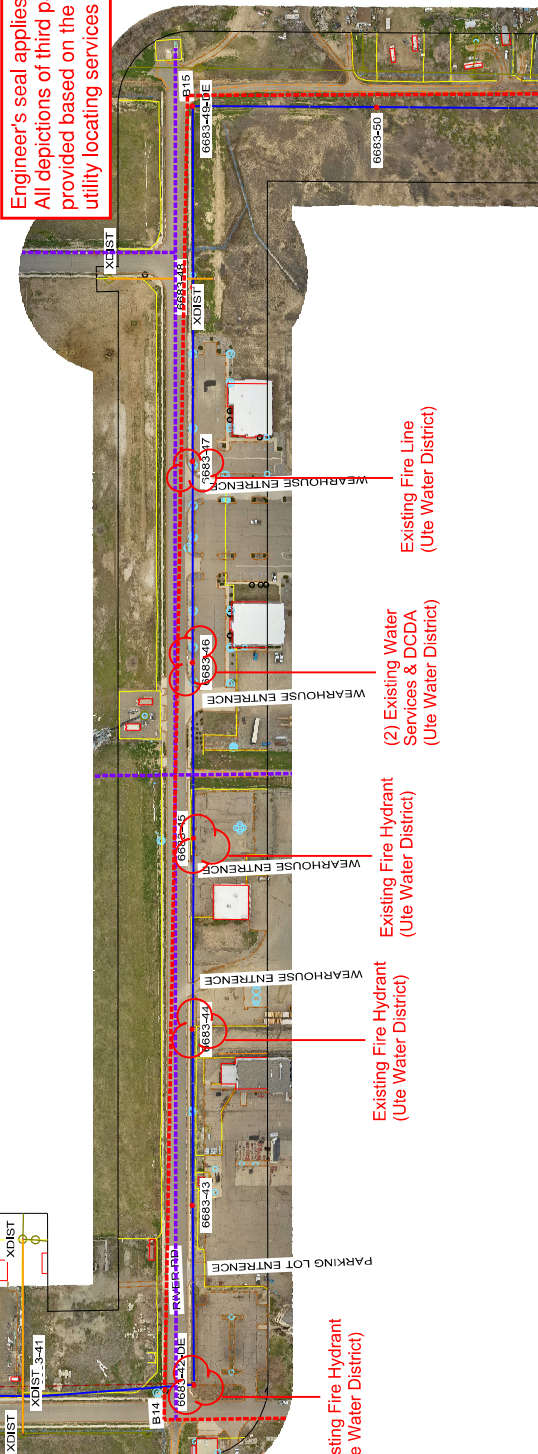 Engineer's seal applies
All depictions of third p
provided based on the
utility locating services
B15
6683-49-DE
6683-50
XDIST
6683-48
XDIST
6683-47
WEARHOUSE ENTRENCE
Existing Fire Line
(Ute Water District)
6683-46
WEARHOUSE ENTRENCE
(2) Existing Water
Services & DCDA
(Ute Water District)
6683-45
WEARHOUSE ENTRENCE
Existing Fire Hydrant
(Ute Water District)
WEARHOUSE ENTRENCE
6683-44
Existing Fire Hydrant
(Ute Water District)
6683-43
PARKING LOT ENTRENCE
RIVER RD
XDIST
XDIST
3-41
XDIST
B14
6683-42-DE
sting Fire Hydrant
e Water District)